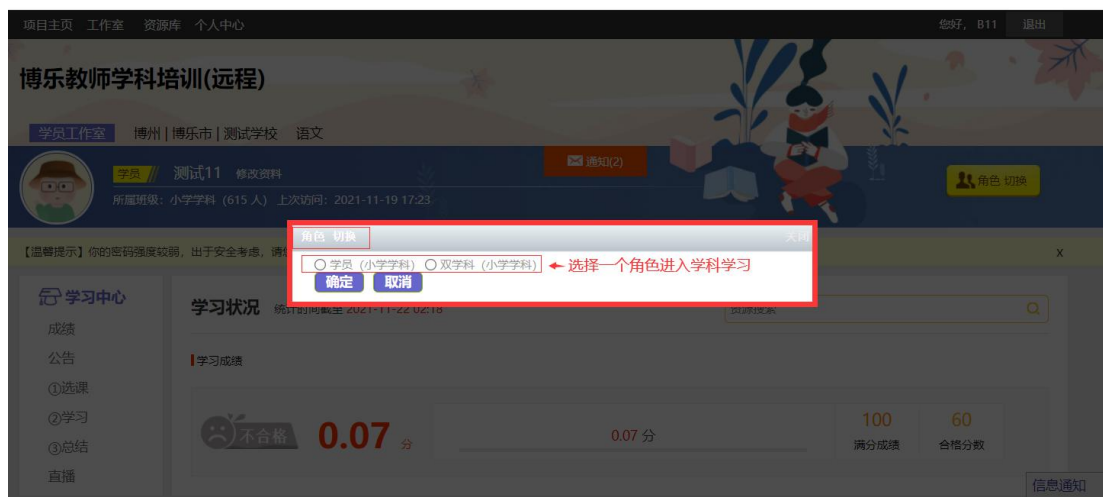 项目主页 工作室 资源库 个人中心 您好，B11 退出
博乐教师学科培训(远程)
学员工作室 博州 | 博乐市 | 测试学校 语文
通知(2)
学员 测试11 修改资料
角色 切换
所属班级：小学学科 (615 人) 上次访问：2021-11-19 17:23
角色 切换 关闭
【温馨提示】你的密码强度较弱，出于安全考虑，请 X
学员 (小学学科) 双学科 (小学学科) 选择一个角色进入学科学习
确定 取消
学习中心
学习状况 统计时间截至 2021-11-22 02:18 资源搜索
成绩
公告
学习成绩
①选课
②学习
③总结
直播
不合格 0.07 分 0.07 分
100 60
满分成绩 合格分数
信息通知